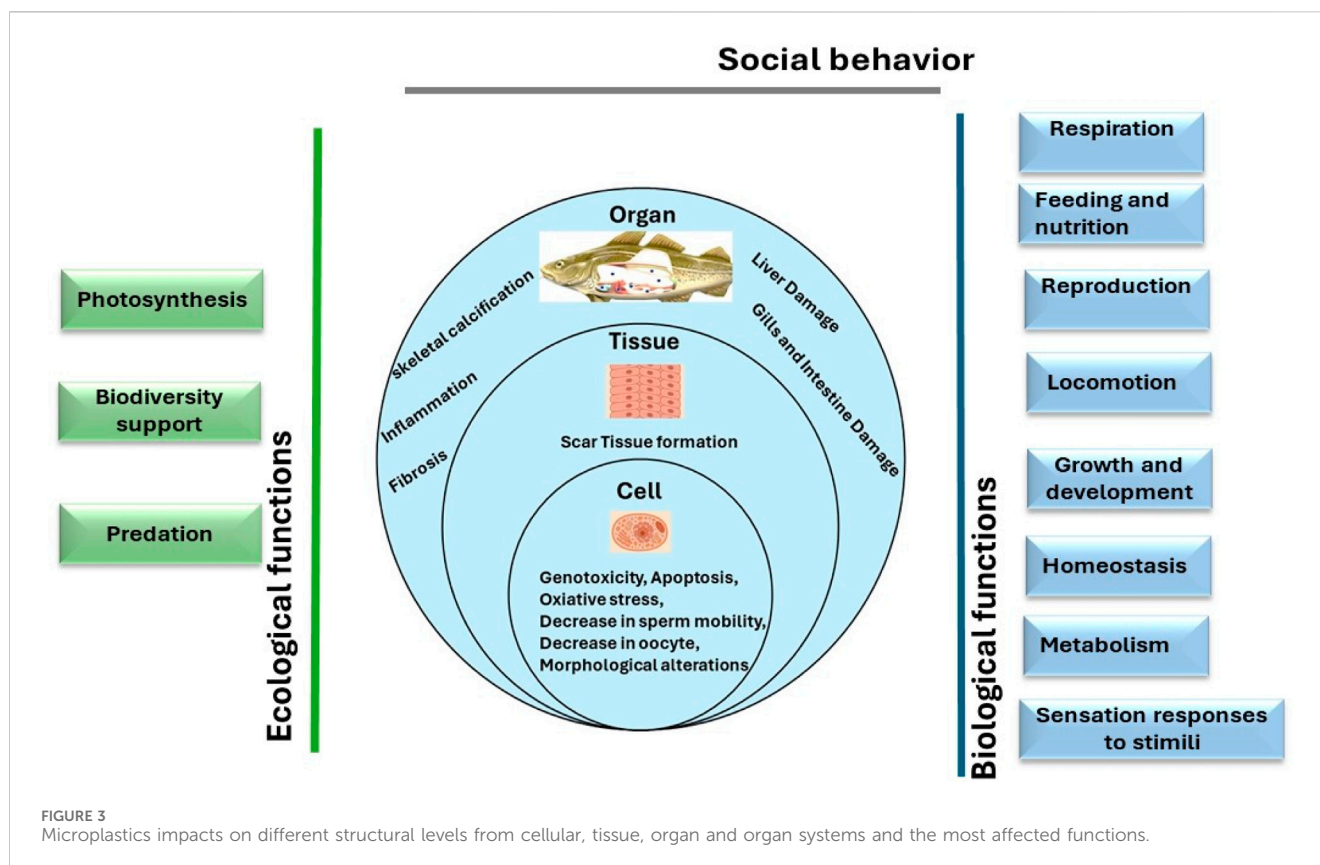 Social behavior
Ecological functions
Photosynthesis
Biodiversity
support
Predation
Organ
skeletal calcification
Inflammation
Fibrosis
Liver Damage
Gills and Intestine Damage
Tissue
Scar Tissue formation
Cell
Genotoxicity, Apoptosis,
Oxiative stress,
Decrease in sperm mobility,
Decrease in oocyte,
Morphological alterations
Biological functions
Respiration
Feeding and
nutrition
Reproduction
Locomotion
Growth and
development
Homeostasis
Metabolism
Sensation responses
to stimili
FIGURE 3
Microplastics impacts on different structural levels from cellular, tissue, organ and organ systems and the most affected functions.